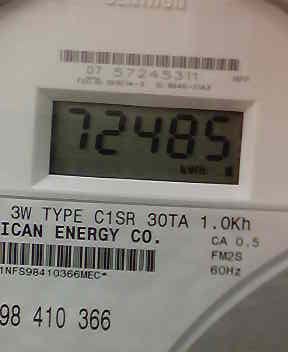 07 57245311
72485
3W TYPE C1SR 30TA 1.0Kh
ICAN ENERGY CO.
CA 0.5
FM2S
60Hz
1NFS98410366MEC*
98 410 366